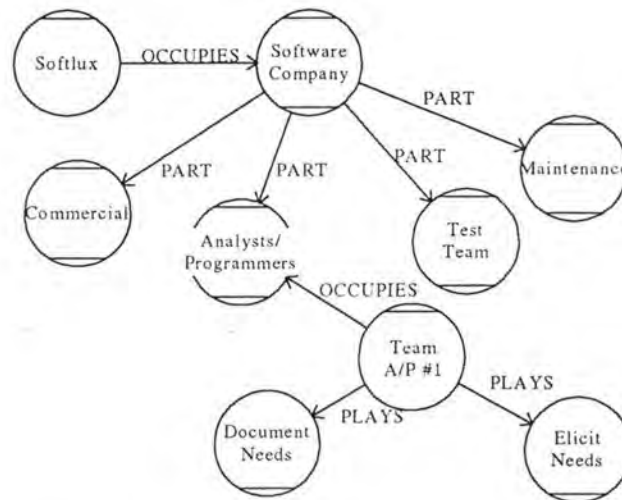 Softlux
OCCUPIES
Software
Company
PART
PART
PART
PART
Commercial
Analysts/
Programmers
Test
Team
Maintenance
OCCUPIES
Team
A/P #1
PLAYS
PLAYS
Document
Needs
Elicit
Needs